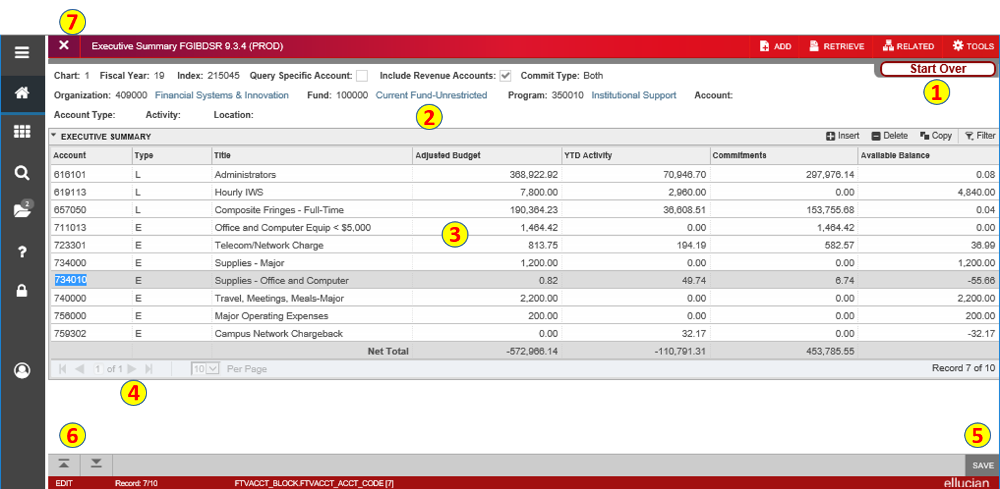 7
Executive Summary FGIBDSR 9.3.4 (PROD) ADD RETRIEVE RELATED TOOLS
Start Over
Chart: 1 Fiscal Year: 19 Index: 215045 Query Specific Account: Include Revenue Accounts: Commit Type: Both
1
Organization: 409000 Financial Systems & Innovation Fund: 100000 Current Fund-Unrestricted Program: 350010 Institutional Support Account:
Account Type: Activity: Location:
2
EXECUTIVE SUMMARY Insert Delete Copy Filter
Account Type Title Adjusted Budget YTD Activity Commitments Available Balance
616101 L Administrators 368,922.92 70,946.70 297,976.14 0.08
619113 L Hourly IWS 7,800.00 2,960.00 0.00 4,840.00
2
657050 L Composite Fringes - Full-Time 190,364.23 36,608.51 153,755.68 0.04
711013 E Office and Computer Equip < $5,000 1,464.42 0.00 1,464.42 0.00
3
723301 E Telecom/Network Charge 813.75 194.19 582.57 36.99
?
734000 E Supplies - Major 1,200.00 0.00 0.00 1,200.00
734010 E Supplies - Office and Computer 0.82 49.74 6.74 -55.66
740000 E Travel, Meetings, Meals-Major 2,200.00 0.00 0.00 2,200.00
756000 E Major Operating Expenses 200.00 0.00 0.00 200.00
759302 E Campus Network Chargeback 0.00 32.17 0.00 -32.17
Net Total -572,966.14 -110,791.31 453,785.55
1 of 1 10 Per Page Record 7 of 10
4
6
5
SAVE
EDIT Record: 7/10 FTVACCT_BLOCK.FTVACCT_ACCT_CODE [7] ellucian